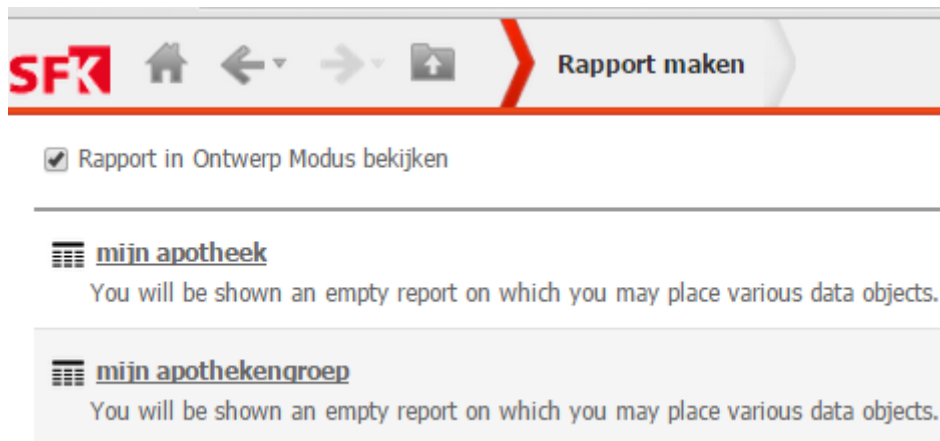 SFK
Rapport maken
Rapport in Ontwerp Modus bekijken
mijn apotheek
You will be shown an empty report on which you may place various data objects.
mijn apothekengroep
You will be shown an empty report on which you may place various data objects.